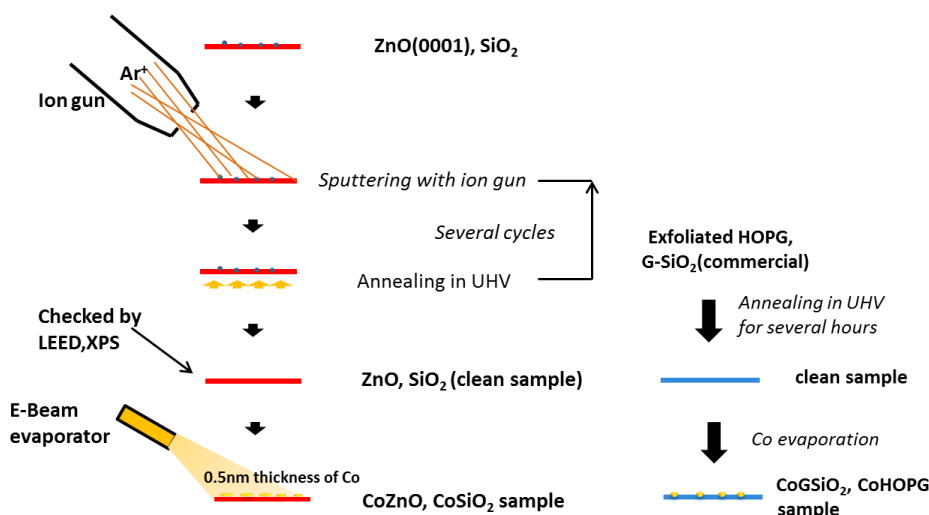 ZnO(0001), SiO₂
Ar⁺
Ion gun
Sputtering with ion gun
Several cycles
Annealing in UHV
Checked by
LEED,XPS
ZnO, SiO₂ (clean sample)
E-Beam
evaporator
0.5nm thickness of Co
CoZnO, CoSiO₂ sample
Exfoliated HOPG,
G-SiO₂(commercial)
Annealing in UHV
for several hours
clean sample
Co evaporation
CoGSiO₂, CoHOPG
sample